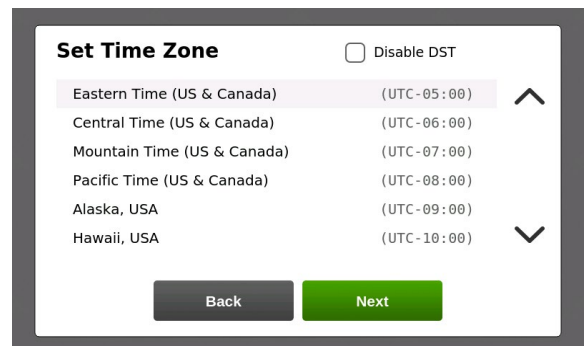 Set Time Zone Disable DST
Eastern Time (US & Canada) (UTC-05:00)
Central Time (US & Canada) (UTC-06:00)
Mountain Time (US & Canada) (UTC-07:00)
Pacific Time (US & Canada) (UTC-08:00)
Alaska, USA (UTC-09:00)
Hawaii, USA (UTC-10:00)
Back Next